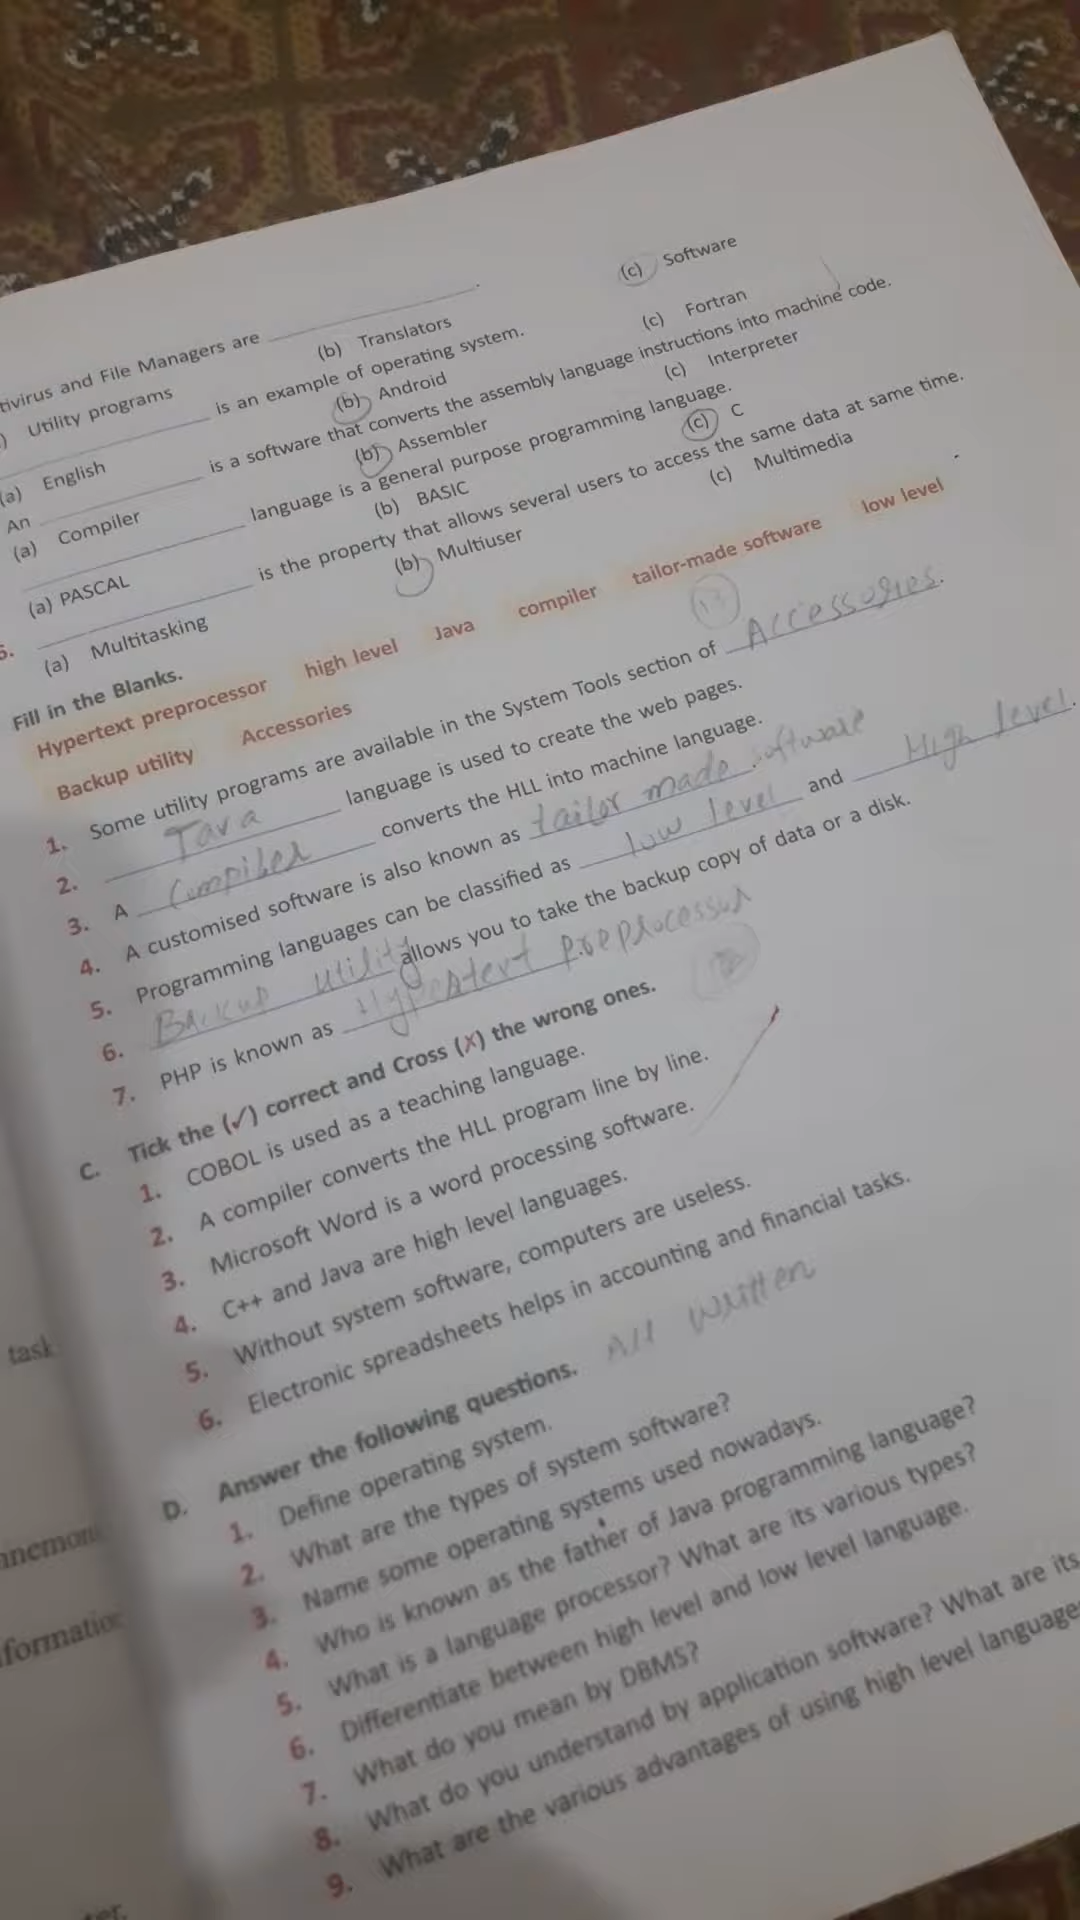 tivirus and File Managers are ____________.
Utility programs (b) Translators (c) Software
____________ is an example of operating system.
(a) English (b) Android (c) Fortran
An ____________ is a software that converts the assembly language instructions into machine code.
(a) Compiler (b) Assembler (c) Interpreter
____________ language is a general purpose programming language.
(a) PASCAL (b) BASIC (c) C
____________ is the property that allows several users to access the same data at same time.
(a) Multitasking (b) Multiuser (c) Multimedia
Fill in the Blanks.
Hypertext preprocessor high level Java compiler tailor-made software low level
Backup utility Accessories
1. Some utility programs are available in the System Tools section of Accessories.
2. Java language is used to create the web pages.
3. A Compiler converts the HLL into machine language.
4. A customised software is also known as tailor made software.
5. Programming languages can be classified as low level and High level.
6. Backup utility allows you to take the backup copy of data or a disk.
7. PHP is known as Hypertext preprocessor.
C. Tick the (✓) correct and Cross (X) the wrong ones.
1. COBOL is used as a teaching language.
2. A compiler converts the HLL program line by line.
3. Microsoft Word is a word processing software.
4. C++ and Java are high level languages.
5. Without system software, computers are useless.
6. Electronic spreadsheets helps in accounting and financial tasks.
D. Answer the following questions. All written
1. Define operating system.
2. What are the types of system software?
3. Name some operating systems used nowadays.
4. Who is known as the father of Java programming language?
5. What is a language processor? What are its various types?
6. Differentiate between high level and low level language.
7. What do you mean by DBMS?
8. What do you understand by application software? What are its
9. What are the various advantages of using high level language
task